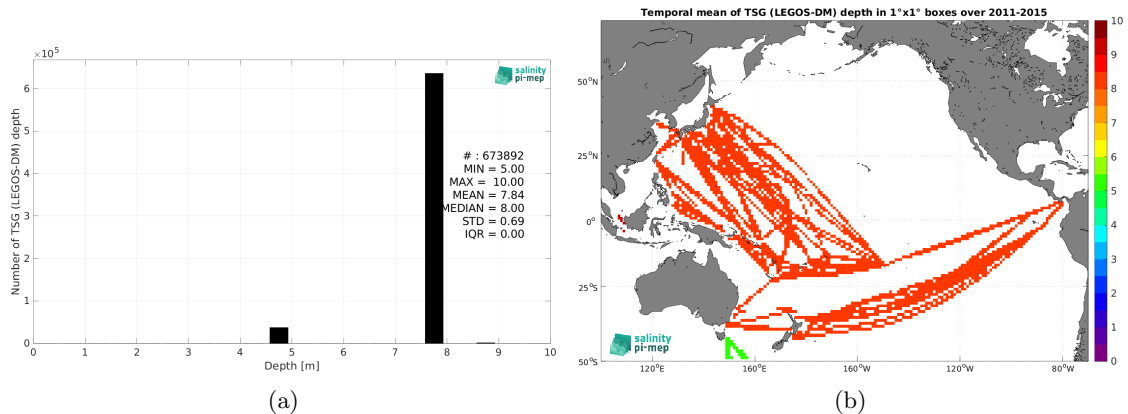 ×10⁵
6
5
4
3
2
1
0
0 1 2 3 4 5 6 7 8 9 10
Number of TSG (LEGOS-DM) depth
Depth [m]
salinity
pi-mep
# : 673892
MIN = 5.00
MAX = 10.00
MEAN = 7.84
MEDIAN = 8.00
STD = 0.69
IQR = 0.00
(a)
Temporal mean of TSG (LEGOS-DM) depth in 1°x1° boxes over 2011-2015
50°N
25°N
0°
25°S
50°S
120°E 160°E 160°W 120°W 80°W
salinity
pi-mep
10
9
8
7
6
5
4
3
2
1
0
(b)